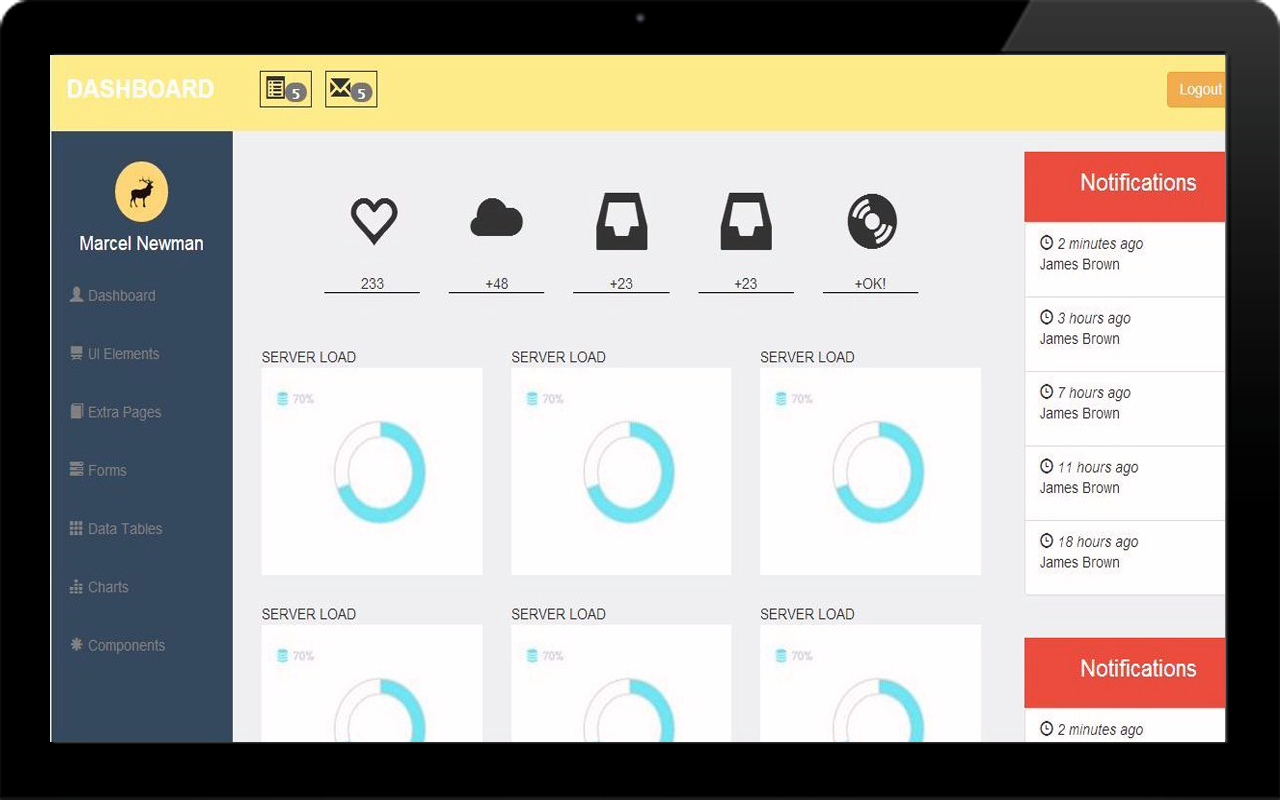 DASHBOARD
5
5
Logout
Marcel Newman
Dashboard
UI Elements
Extra Pages
Forms
Data Tables
Charts
Components
233
+48
+23
+23
+OK!
SERVER LOAD
SERVER LOAD
SERVER LOAD
70%
70%
70%
SERVER LOAD
SERVER LOAD
SERVER LOAD
70%
70%
70%
Notifications
2 minutes ago
James Brown
3 hours ago
James Brown
7 hours ago
James Brown
11 hours ago
James Brown
18 hours ago
James Brown
Notifications
2 minutes ago